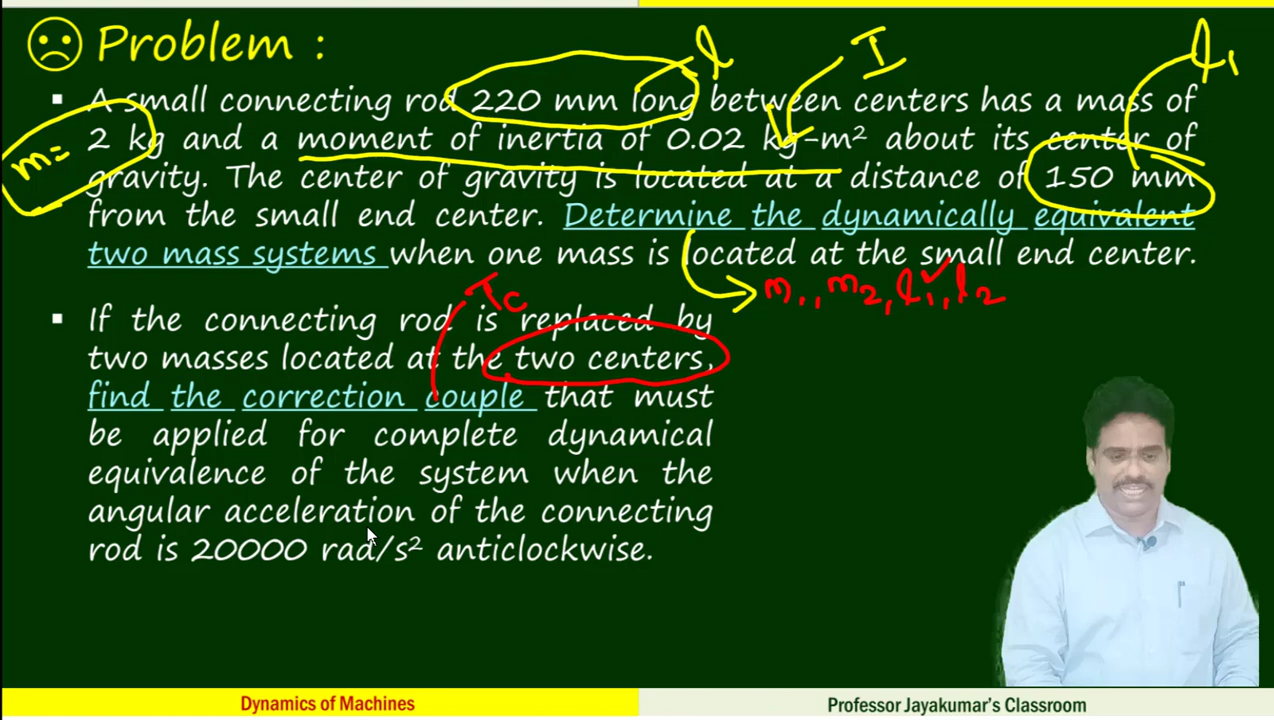 Problem :
l
I
l₁
▪ A small connecting rod 220 mm long between centers has a mass of
2 kg and a moment of inertia of 0.02 kg-m² about its center of
m=
gravity. The center of gravity is located at a distance of 150 mm
from the small end center. Determine the dynamically equivalent
two mass systems when one mass is located at the small end center.
m₁, m₂, l₁, l₂
Tc
▪ If the connecting rod is replaced by
two masses located at the two centers,
find the correction couple that must
be applied for complete dynamical
equivalence of the system when the
angular acceleration of the connecting
rod is 20000 rad/s² anticlockwise.
Dynamics of Machines
Professor Jayakumar's Classroom